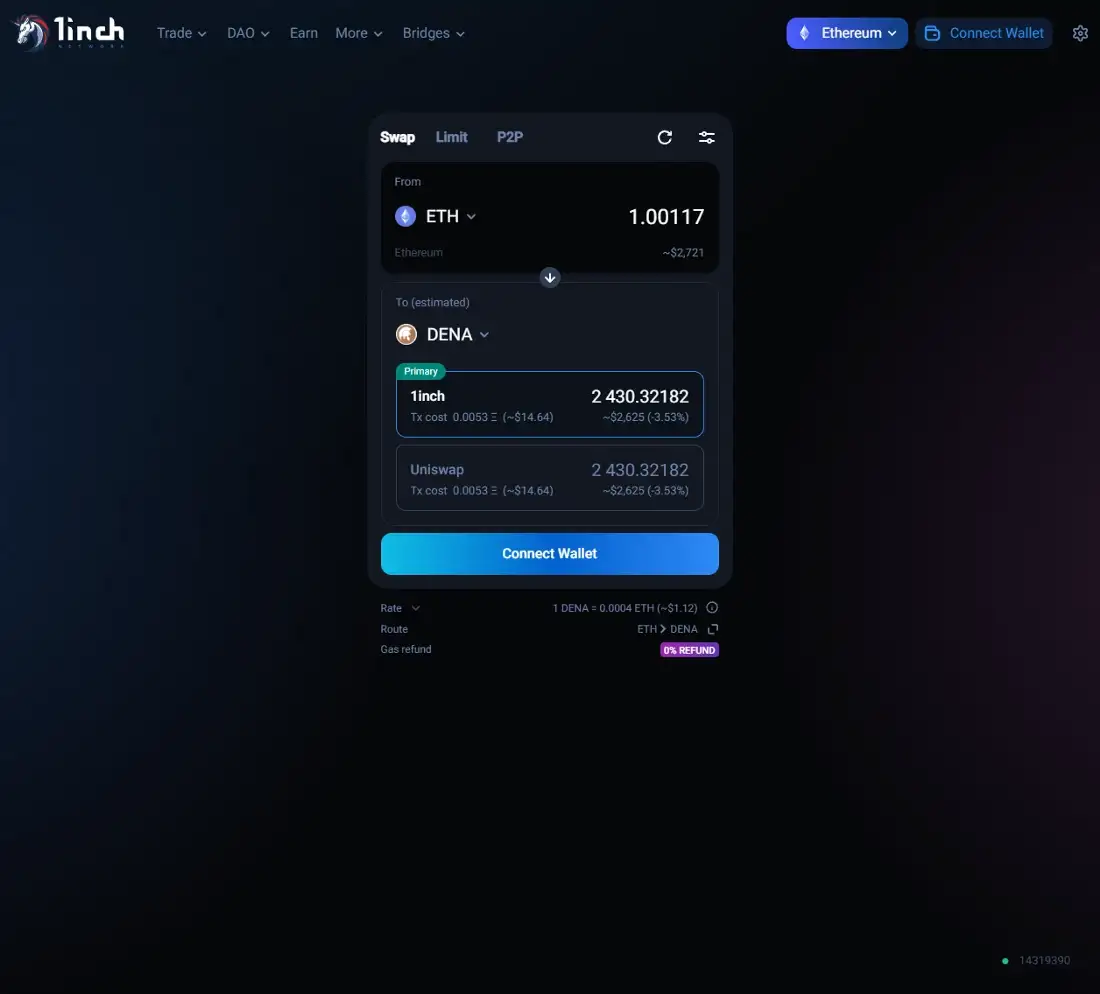 1inch
NETWORK
Trade DAO Earn More Bridges Ethereum Connect Wallet
Swap Limit P2P
From
ETH 1.00117
Ethereum ~$2,721
To (estimated)
DENA
Primary
1inch 2 430.32182
Tx cost 0.0053 Ξ (~$14.64) ~$2,625 (-3.53%)
Uniswap 2 430.32182
Tx cost 0.0053 Ξ (~$14.64) ~$2,625 (-3.53%)
Connect Wallet
Rate 1 DENA = 0.0004 ETH (~$1.12)
Route ETH > DENA
Gas refund 0% REFUND
14319390